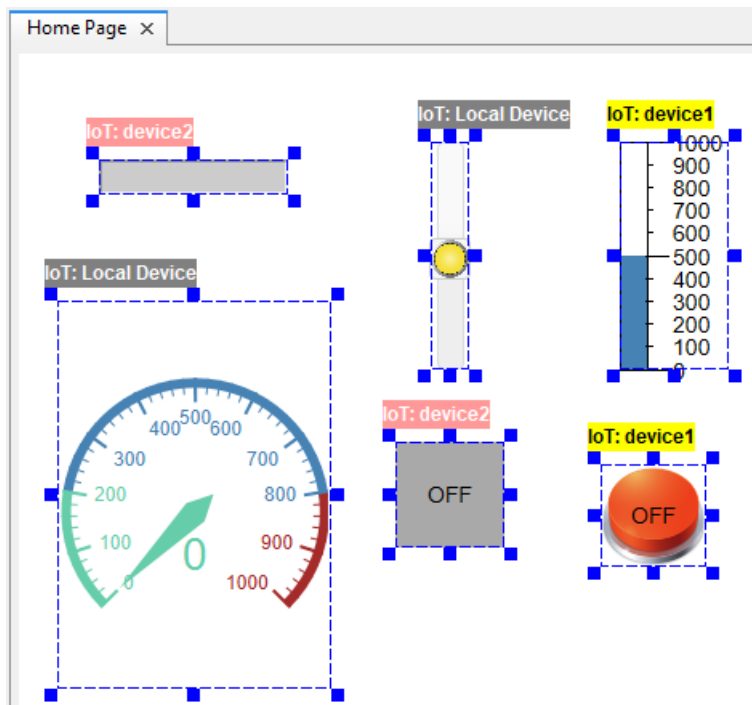 Home Page ×
IoT: device2
IoT: Local Device
IoT: device1
1000
900
800
700
600
500
400
300
200
100
0
IoT: Local Device
0
100
200
300
400
500
600
700
800
900
1000
0
IoT: device2
OFF
IoT: device1
OFF